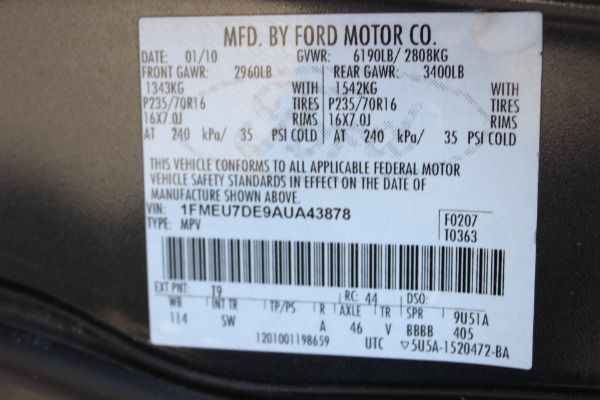 MFD. BY FORD MOTOR CO.
DATE: 01/10 GVWR: 6190LB/ 2808KG
FRONT GAWR: 2960LB REAR GAWR: 3400LB
1343KG WITH 1542KG WITH
P235/70R16 TIRES P235/70R16 TIRES
16X7.0J RIMS 16X7.0J RIMS
AT 240 kPa/ 35 PSI COLD AT 240 kPa/ 35 PSI COLD
THIS VEHICLE CONFORMS TO ALL APPLICABLE FEDERAL MOTOR
VEHICLE SAFETY STANDARDS IN EFFECT ON THE DATE OF
MANUFACTURE SHOWN ABOVE.
VIN: 1FMEU7DE9AUA43878 F0207
TYPE: MPV T0363
EXT PNT: T9 RC: 44 DSO:
WB INT TR TP/PS R AXLE TR SPR 9U51A
114 SW A 46 V BBBB 405
1201001198659 UTC ▽5U5A-1520472-BA